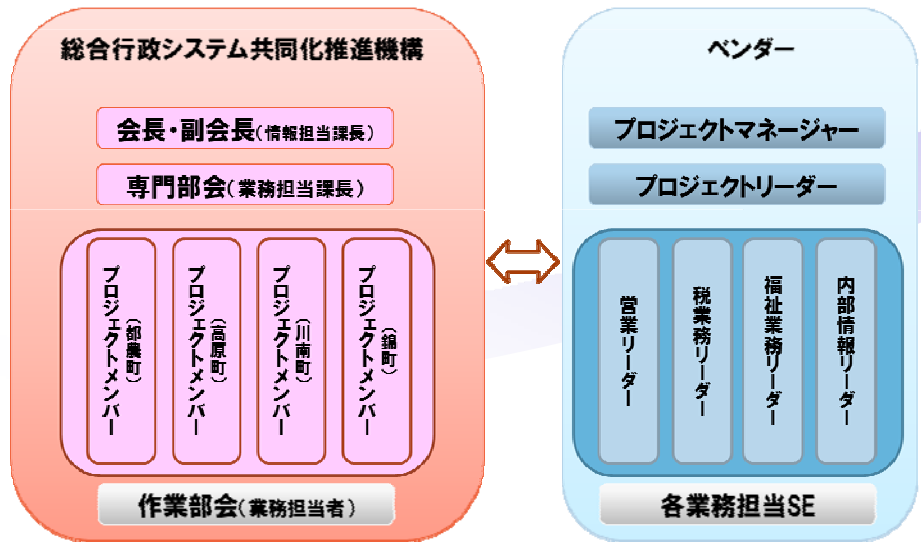 総合行政システム共同化推進機構
会長・副会長(情報担当課長)
専門部会(業務担当課長)
プロジェクトメンバー
(都農町)
プロジェクトメンバー
(高原町)
プロジェクトメンバー
(川南町)
プロジェクトメンバー
(錦町)
作業部会(業務担当者)
ベンダー
プロジェクトマネージャー
プロジェクトリーダー
営業リーダー
税業務リーダー
福祉業務リーダー
内部情報リーダー
各業務担当SE